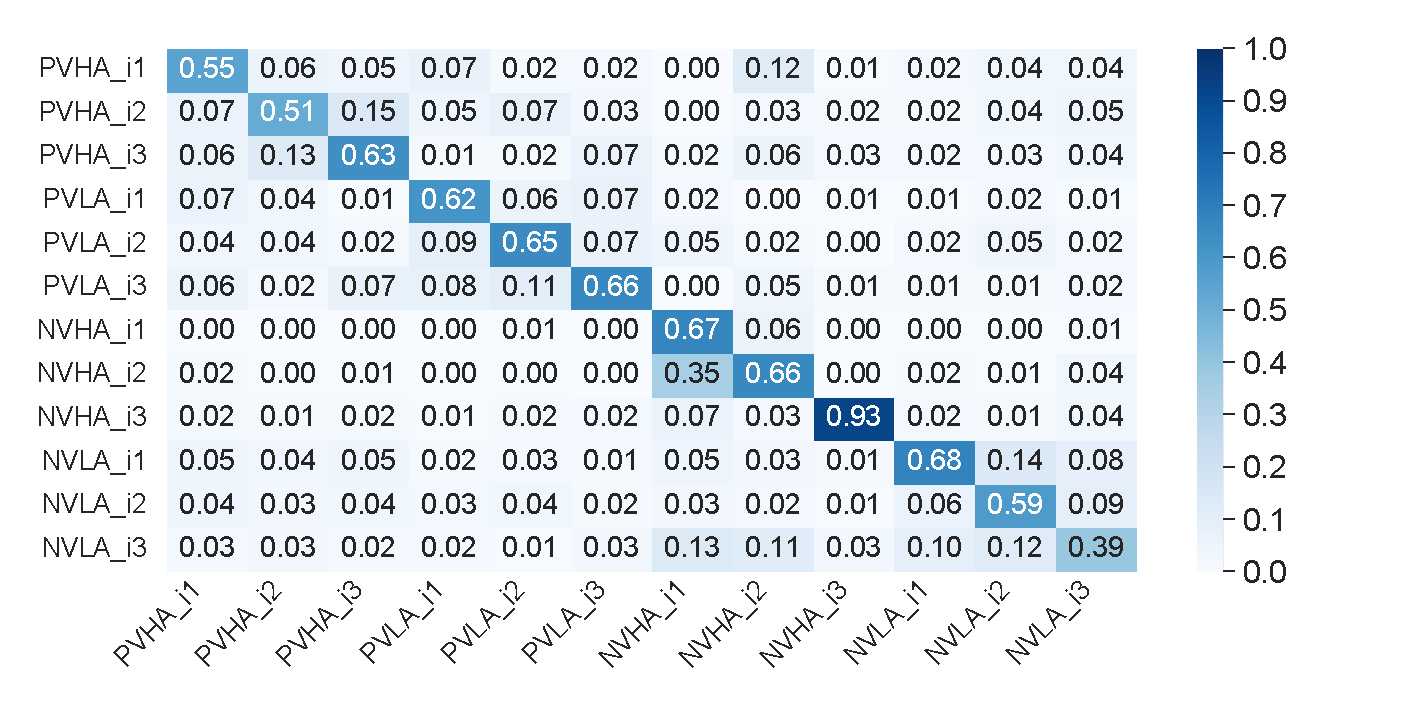 PVHA_i1 0.55 0.06 0.05 0.07 0.02 0.02 0.00 0.12 0.01 0.02 0.04 0.04
PVHA_i2 0.07 0.51 0.15 0.05 0.07 0.03 0.00 0.03 0.02 0.02 0.04 0.05
PVHA_i3 0.06 0.13 0.63 0.01 0.02 0.07 0.02 0.06 0.03 0.02 0.03 0.04
PVLA_i1 0.07 0.04 0.01 0.62 0.06 0.07 0.02 0.00 0.01 0.01 0.02 0.01
PVLA_i2 0.04 0.04 0.02 0.09 0.65 0.07 0.05 0.02 0.00 0.02 0.05 0.02
PVLA_i3 0.06 0.02 0.07 0.08 0.11 0.66 0.00 0.05 0.01 0.01 0.01 0.02
NVHA_i1 0.00 0.00 0.00 0.00 0.01 0.00 0.67 0.06 0.00 0.00 0.00 0.01
NVHA_i2 0.02 0.00 0.01 0.00 0.00 0.00 0.35 0.66 0.00 0.02 0.01 0.04
NVHA_i3 0.02 0.01 0.02 0.01 0.02 0.02 0.07 0.03 0.93 0.02 0.01 0.04
NVLA_i1 0.05 0.04 0.05 0.02 0.03 0.01 0.05 0.03 0.01 0.68 0.14 0.08
NVLA_i2 0.04 0.03 0.04 0.03 0.04 0.02 0.03 0.02 0.01 0.06 0.59 0.09
NVLA_i3 0.03 0.03 0.02 0.02 0.01 0.03 0.13 0.11 0.03 0.10 0.12 0.39
PVHA_i1 PVHA_i2 PVHA_i3 PVLA_i1 PVLA_i2 PVLA_i3 NVHA_i1 NVHA_i2 NVHA_i3 NVLA_i1 NVLA_i2 NVLA_i3
1.0
0.9
0.8
0.7
0.6
0.5
0.4
0.3
0.2
0.1
0.0